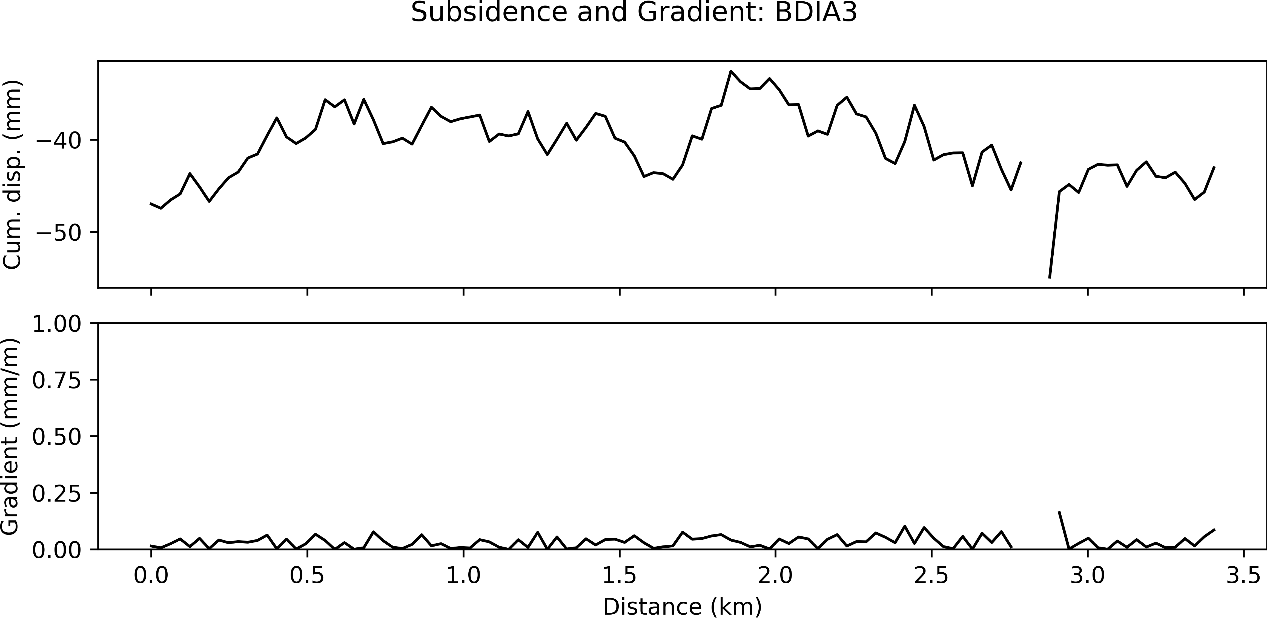 Subsidence and Gradient: BDIA3
Cum. disp. (mm)
−40
−50
Gradient (mm/m)
1.00
0.75
0.50
0.25
0.00
0.0 0.5 1.0 1.5 2.0 2.5 3.0 3.5
Distance (km)